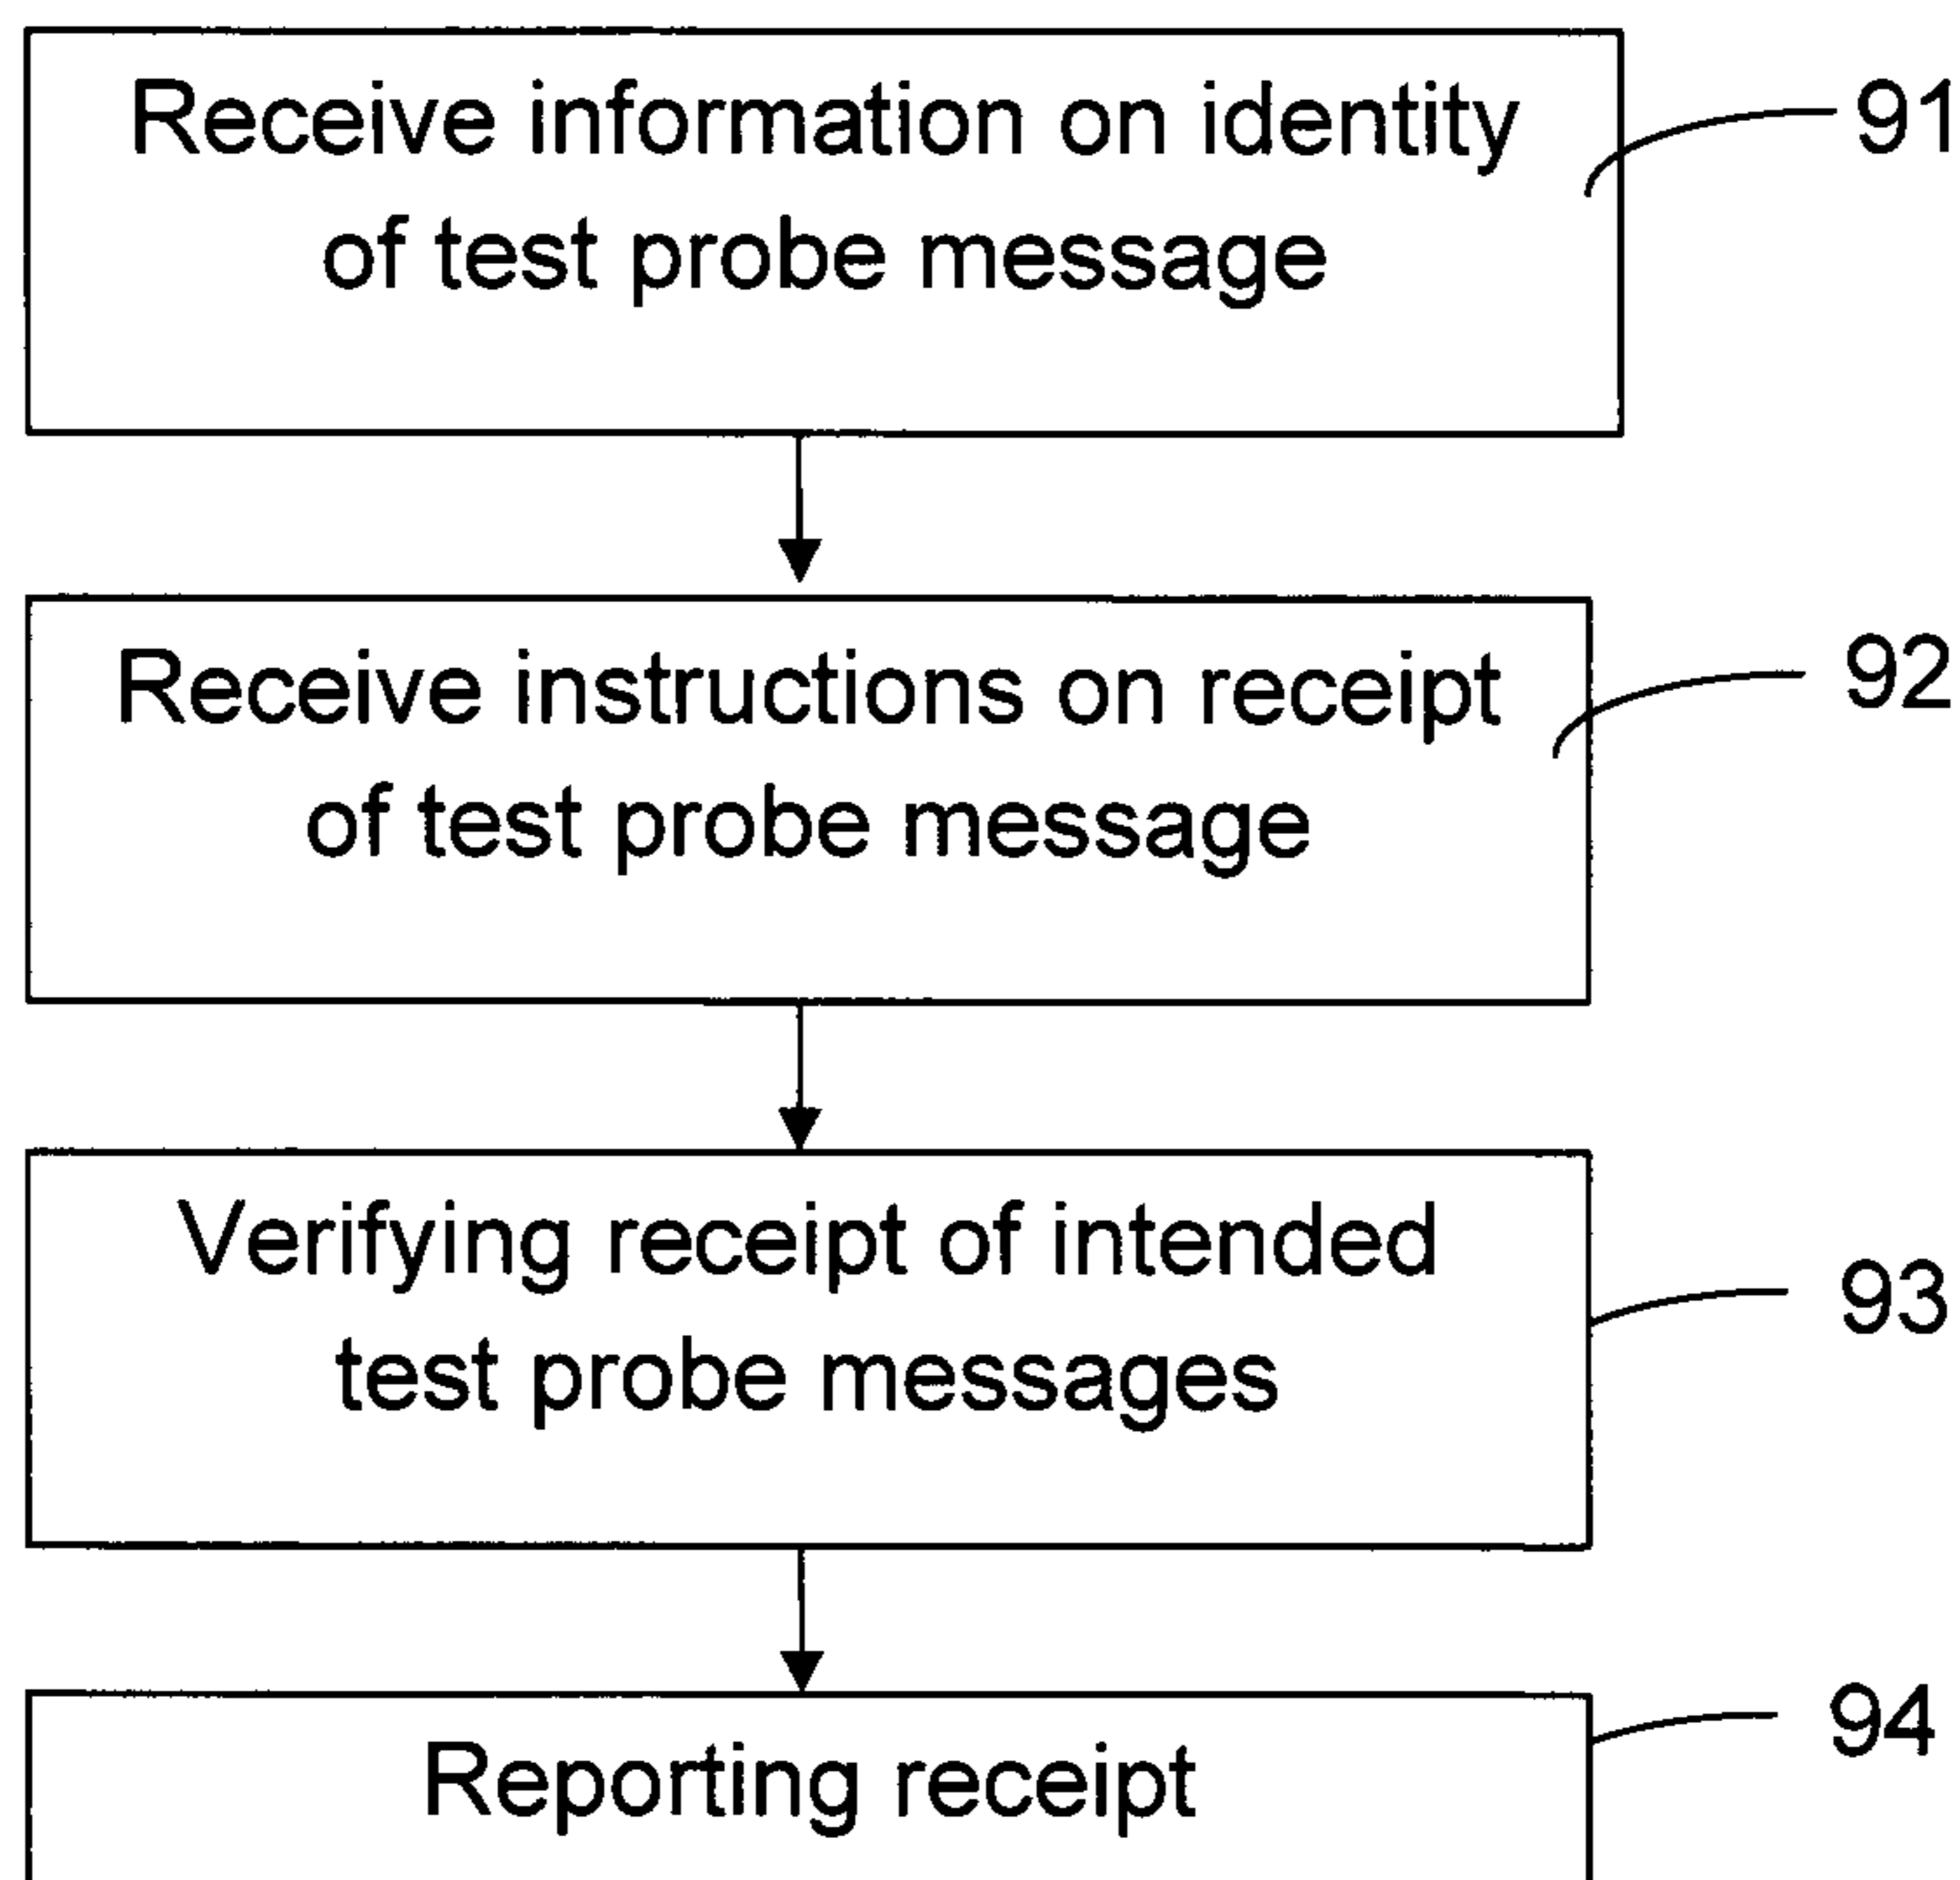 Receive information on identity
of test probe message
91
Receive instructions on receipt
of test probe message
92
Verifying receipt of intended
test probe messages
93
Reporting receipt
94